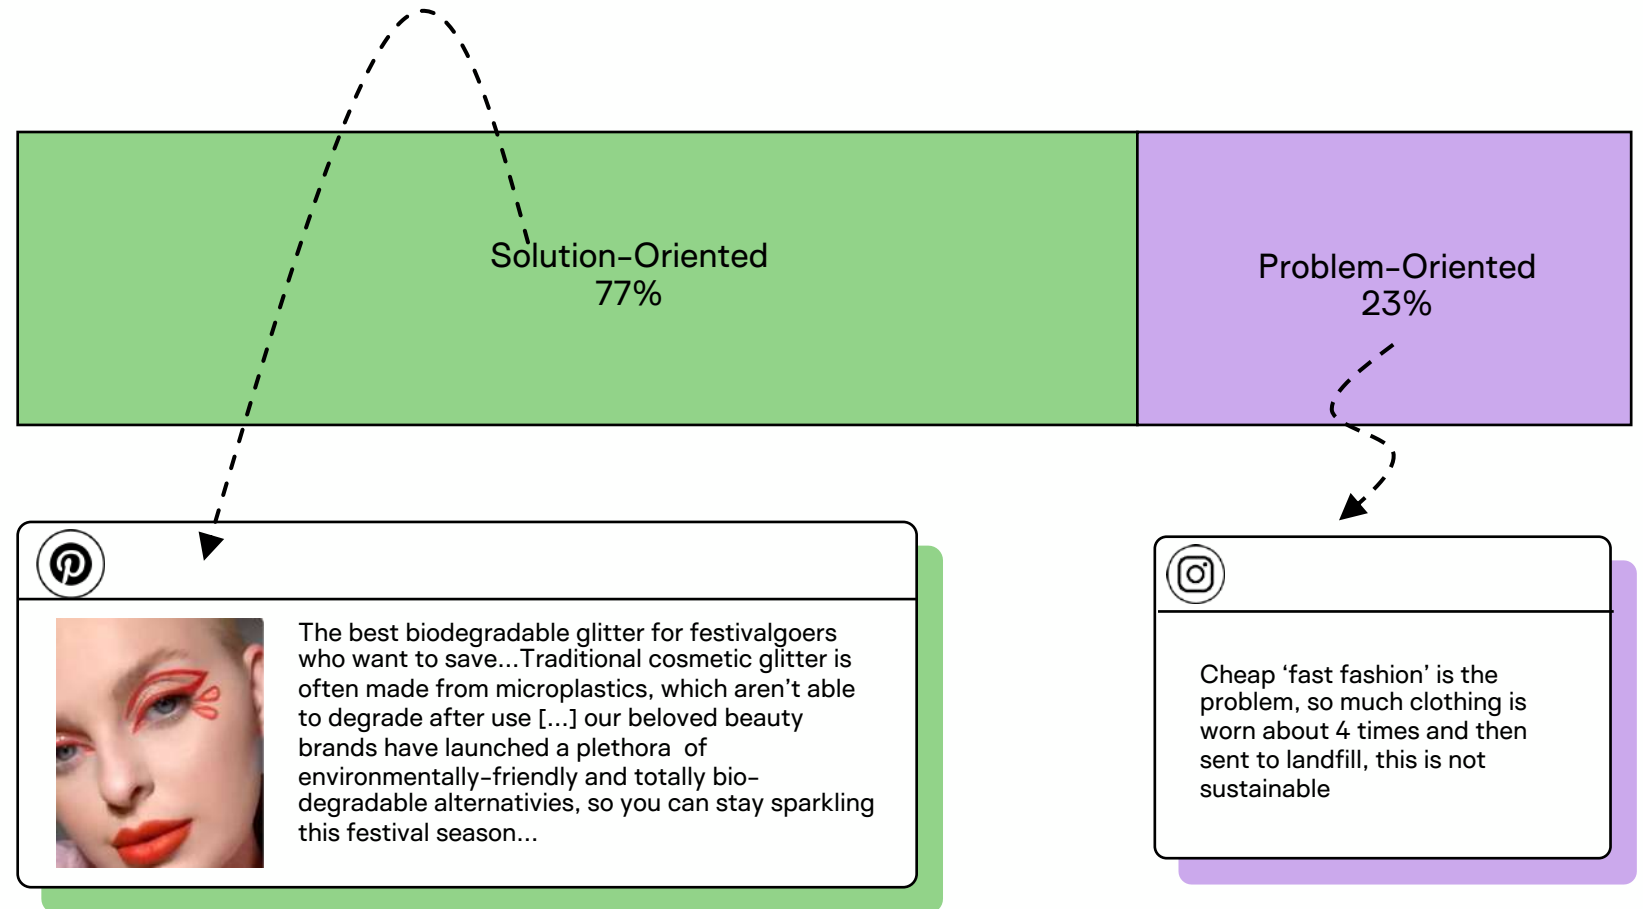 Solution-Oriented
77%
Problem-Oriented
23%
The best biodegradable glitter for festivalgoers
who want to save...Traditional cosmetic glitter is
often made from microplastics, which aren't able
to degrade after use [...] our beloved beauty
brands have launched a plethora  of
environmentally-friendly and totally bio-
degradable alternativies, so you can stay sparkling
this festival season...
Cheap ‘fast fashion’ is the
problem, so much clothing is
worn about 4 times and then
sent to landfill, this is not
sustainable